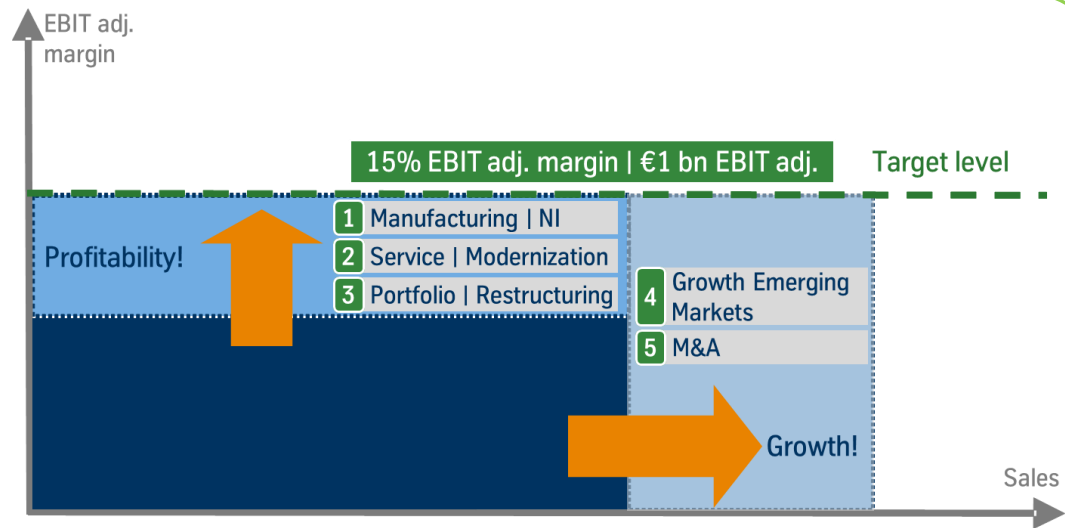 EBIT adj.
margin
15% EBIT adj. margin | €1 bn EBIT adj.
Target level
Profitability!
1 Manufacturing | NI
2 Service | Modernization
3 Portfolio | Restructuring
4 Growth Emerging
Markets
5 M&A
Growth!
Sales